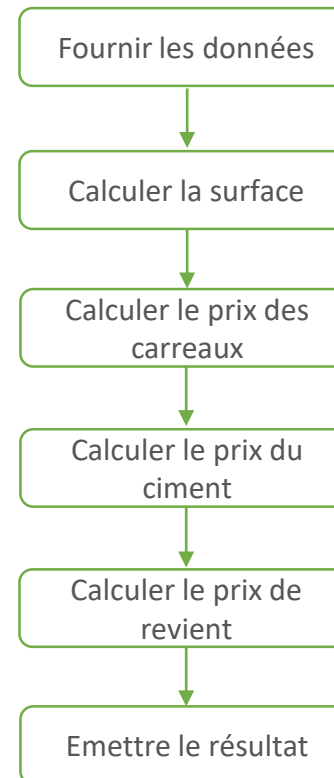 Fournir les données
Calculer la surface
Calculer le prix des
carreaux
Calculer le prix du
ciment
Calculer le prix de
revient
Emettre le résultat